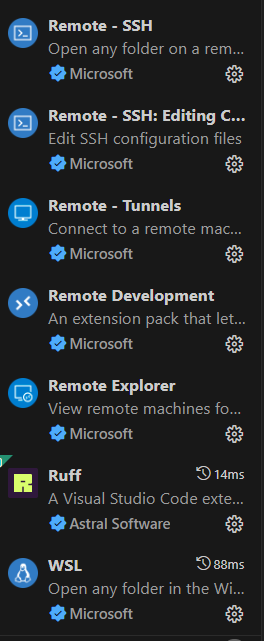 Remote - SSH
Open any folder on a rem...
Microsoft
Remote - SSH: Editing C...
Edit SSH configuration files
Microsoft
Remote - Tunnels
Connect to a remote mac...
Microsoft
Remote Development
An extension pack that let...
Microsoft
Remote Explorer
View remote machines fo...
Microsoft
Ruff 14ms
A Visual Studio Code exte...
Astral Software
WSL 88ms
Open any folder in the Wi...
Microsoft